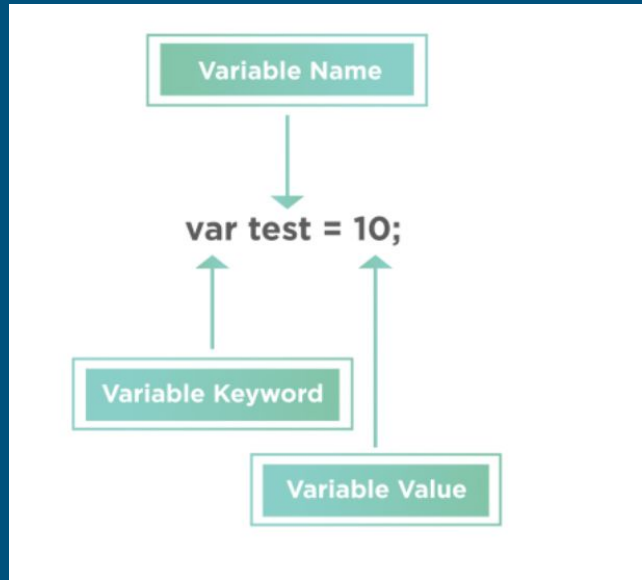 Variable Name
var test = 10;
Variable Keyword
Variable Value